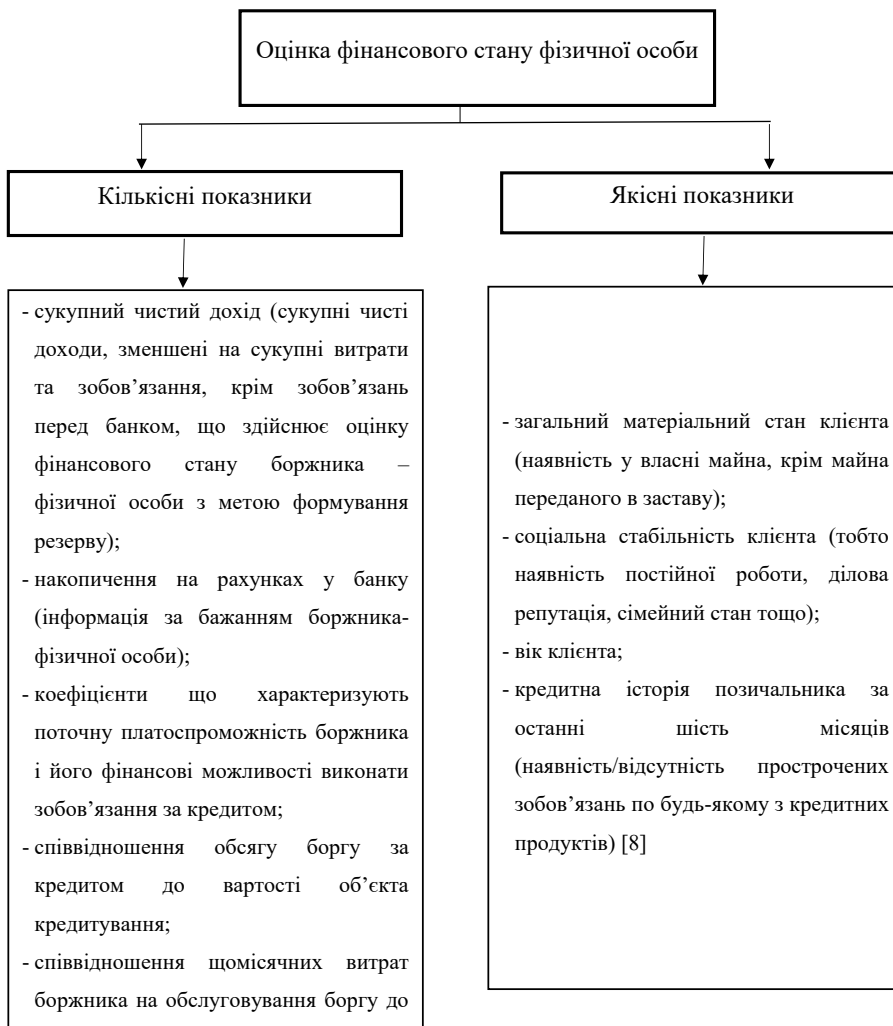 Оцінка фінансового стану фізичної особи
Кількісні показники
Якісні показники
- сукупний чистий дохід (сукупні чисті
доходи, зменшені на сукупні витрати
та зобов’язання, крім зобов’язань
перед банком, що здійснює оцінку
фінансового стану боржника –
фізичної особи з метою формування
резерву);
- накопичення на рахунках у банку
(інформація за бажанням боржника-
фізичної особи);
- коефіцієнти що характеризують
поточну платоспроможність боржника
і його фінансові можливості виконати
зобов’язання за кредитом;
- співвідношення обсягу боргу за
кредитом до вартості об’єкта
кредитування;
- співвідношення щомісячних витрат
боржника на обслуговування боргу до
- загальний матеріальний стан клієнта
(наявність у власні майна, крім майна
переданого в заставу);
- соціальна стабільність клієнта (тобто
наявність постійної роботи, ділова
репутація, сімейний стан тощо);
- вік клієнта;
- кредитна історія позичальника за
останні шість місяців
(наявність/відсутність прострочених
зобов’язань по будь-якому з кредитних
продуктів) [8]